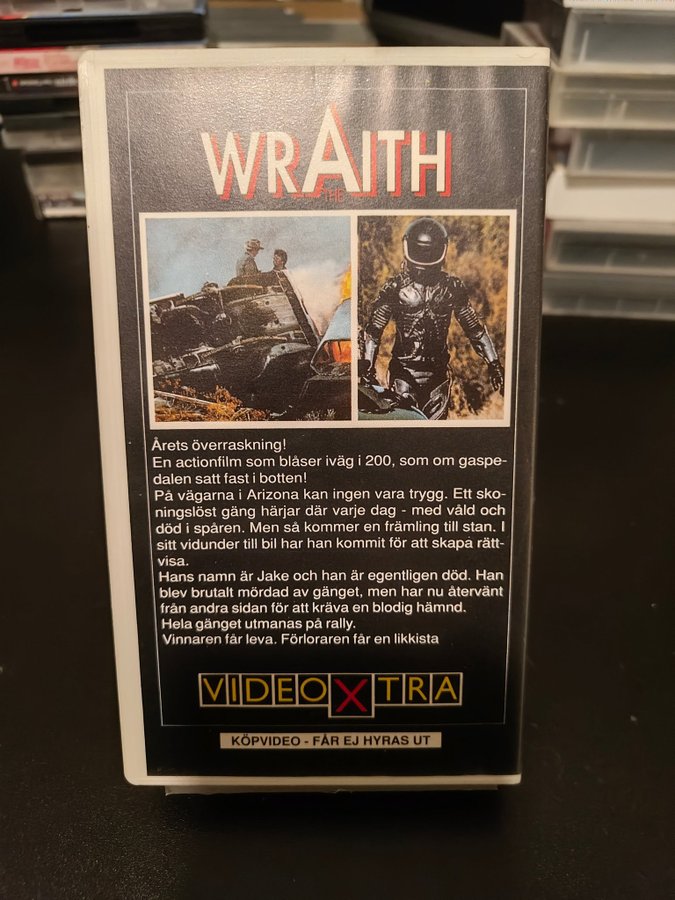 WRAITH
THE
Årets överraskning!
En actionfilm som blåser iväg i 200, som om gaspe-
dalen satt fast i botten!
På vägarna i Arizona kan ingen vara trygg. Ett sko-
ningslöst gäng härjar där varje dag - med våld och
död i spåren. Men så kommer en främling till stan. I
sitt vidunder till bil har han kommit för att skapa rätt-
visa.
Hans namn är Jake och han är egentligen död. Han
blev brutalt mördad av gänget, men har nu återvänt
från andra sidan för att kräva en blodig hämnd.
Hela gänget utmanas på rally.
Vinnaren får leva. Förloraren får en likkista
VIDEOXTRA
KÖPVIDEO - FÅR EJ HYRAS UT